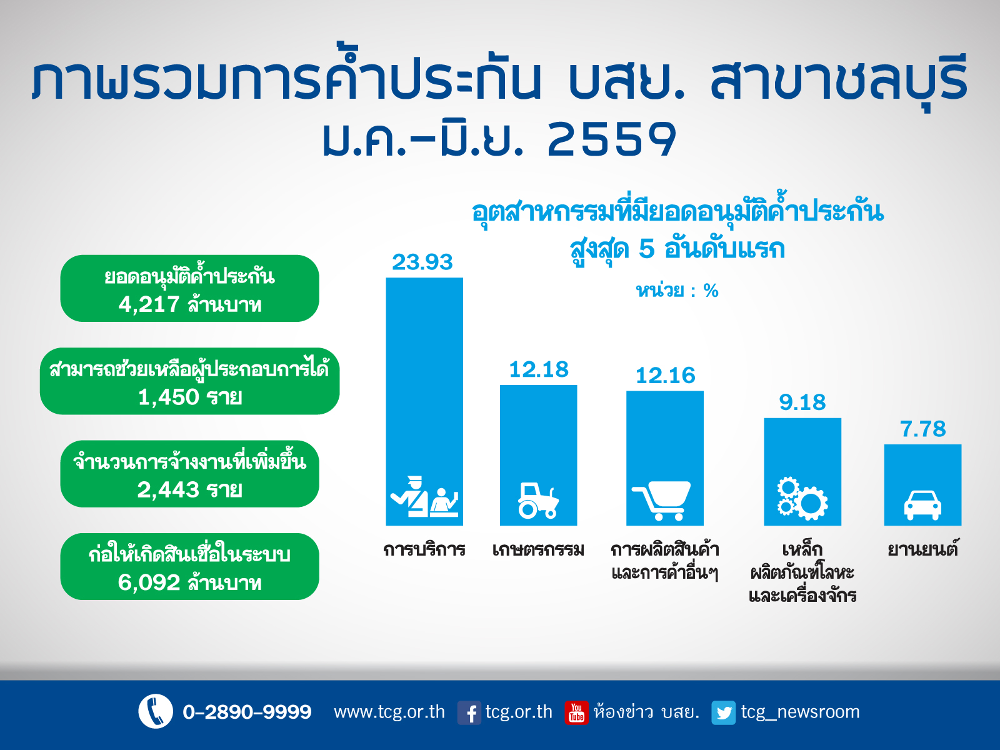 ภาพรวมการค้ำประกัน บสย. สาขาชลบุรี
ม.ค.-มิ.ย. 2559
อุตสาหกรรมที่มียอดอนุมัติค้ำประกัน
สูงสุด 5 อันดับแรก
หน่วย : %
ยอดอนุมัติค้ำประกัน
4,217 ล้านบาท
สามารถช่วยเหลือผู้ประกอบการได้
1,450 ราย
จำนวนการจ้างงานที่เพิ่มขึ้น
2,443 ราย
ก่อให้เกิดสินเชื่อในระบบ
6,092 ล้านบาท
23.93
การบริการ
12.18
เกษตรกรรม
12.16
การผลิตสินค้า
และการค้าอื่นๆ
9.18
เหล็ก
ผลิตภัณฑ์โลหะ
และเครื่องจักร
7.78
ยานยนต์
0-2890-9999 www.tcg.or.th f tcg.or.th You Tube ห้องข่าว บสย. tcg_newsroom